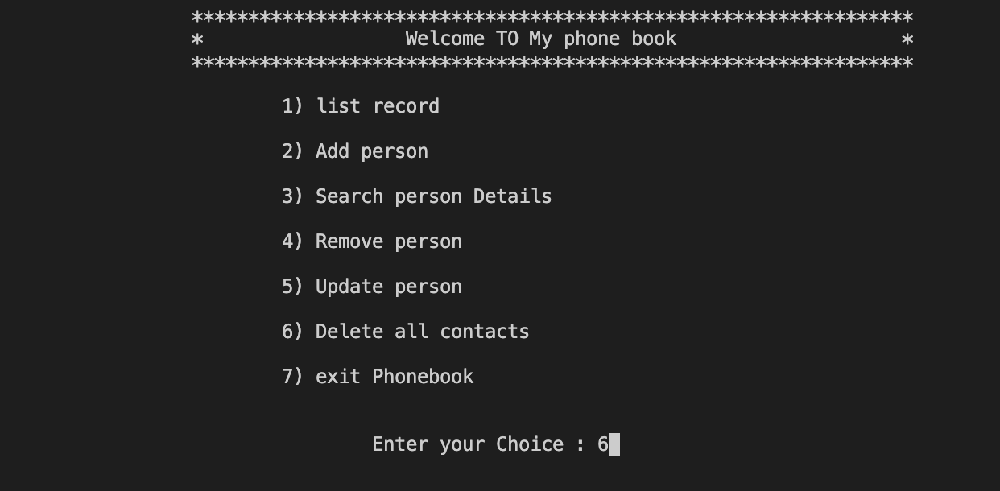 ****************************************************************
* Welcome TO My phone book *
****************************************************************
1) list record
2) Add person
3) Search person Details
4) Remove person
5) Update person
6) Delete all contacts
7) exit Phonebook
Enter your Choice : 6